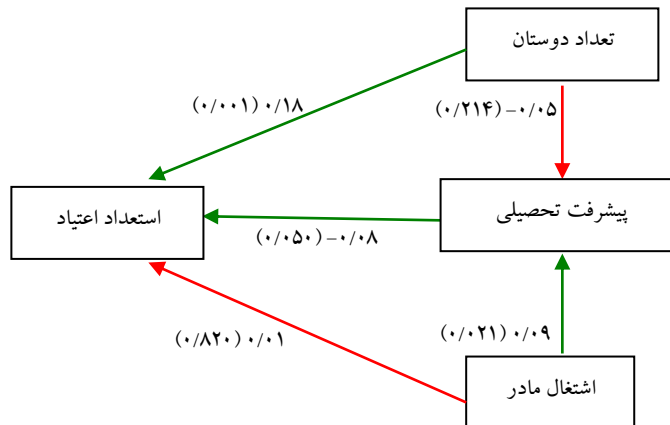 تعداد دوستان
(۰/۰۰۱) ۰/۱۸
(۰/۲۱۴) -۰/۰۵
پیشرفت تحصیلی
استعداد اعتیاد
(۰/۰۵۰) -۰/۰۸
(۰/۸۲۰) ۰/۰۱
(۰/۰۲۱) ۰/۰۹
اشتغال مادر